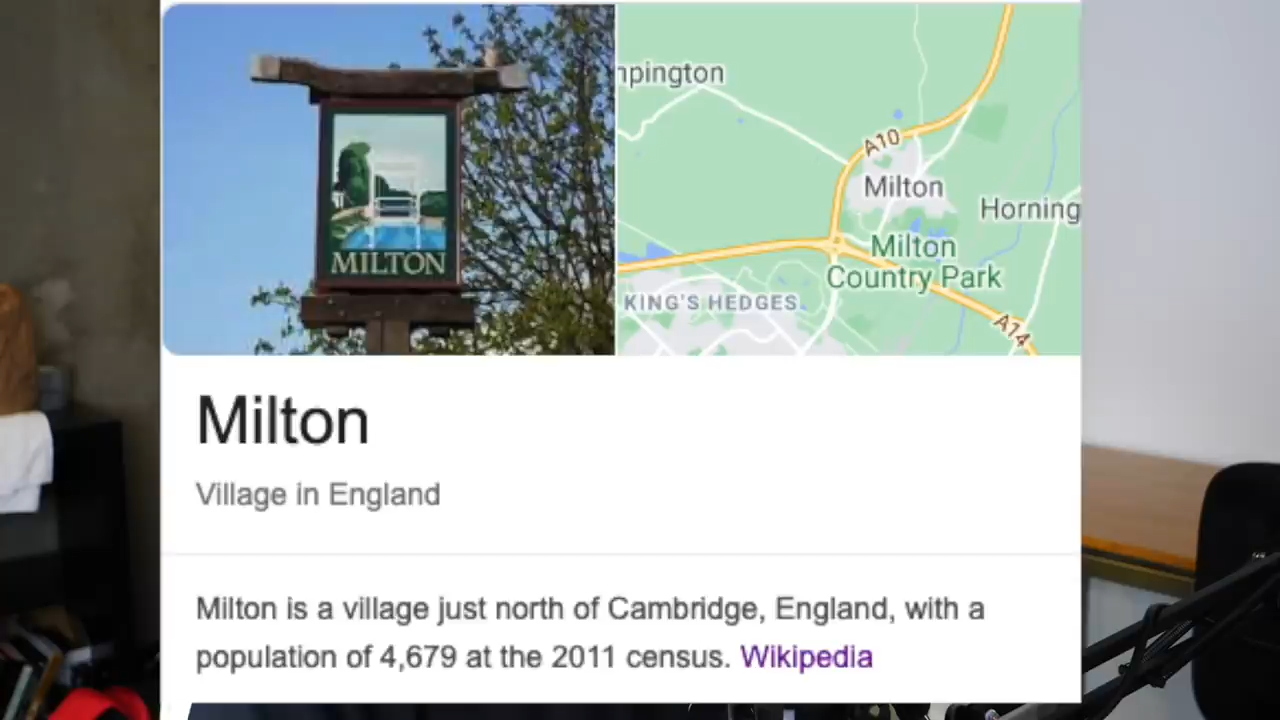 MILTON
mpington
A10
Milton
Horning
Milton
Country Park
KING'S HEDGES
A14
Milton
Village in England
Milton is a village just north of Cambridge, England, with a
population of 4,679 at the 2011 census. Wikipedia